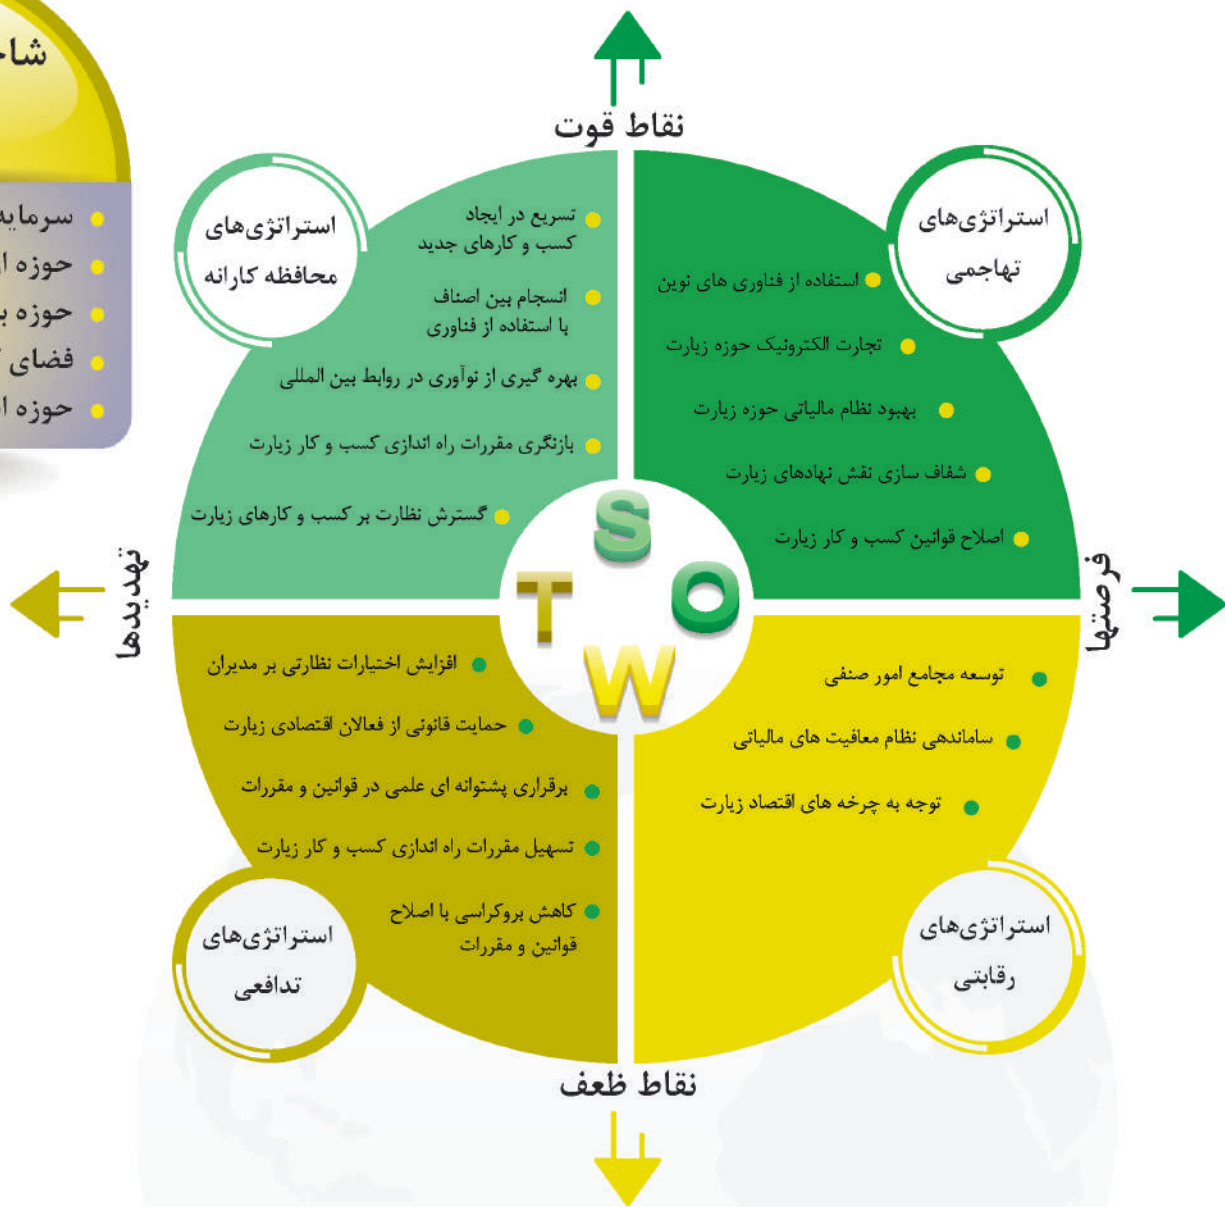 نقاط قوت
استراتژی‌های
تهاجمی
استفاده از فناوری های نوین
تجارت الکترونیک حوزه زیارت
بهبود نظام مالیاتی حوزه زیارت
شفاف سازی نقش نهادهای زیارت
اصلاح قوانین کسب و کار زیارت
استراتژی‌های
محافظه کارانه
تسریع در ایجاد
کسب و کارهای جدید
انسجام بین اصناف
با استفاده از فناوری
بهره گیری از نوآوری در روابط بین المللی
بازنگری مقررات راه اندازی کسب و کار زیارت
گسترش نظارت بر کسب و کارهای زیارت
سرمایه
حوزه
حوزه
فضای
حوزه
فرصتها
S
O
T
W
تهدیدها
توسعه مجامع امور صنفی
ساماندهی نظام معافیت های مالیاتی
توجه به چرخه های اقتصاد زیارت
استراتژی‌های
رقابتی
افزایش اختیارات نظارتی بر مدیران
حمایت قانونی از فعالان اقتصادی زیارت
برقراری پشتوانه ای علمی در قوانین و مقررات
تسهیل مقررات راه اندازی کسب و کار زیارت
کاهش بروکراسی با اصلاح
قوانین و مقررات
استراتژی‌های
تدافعی
نقاط ظعف